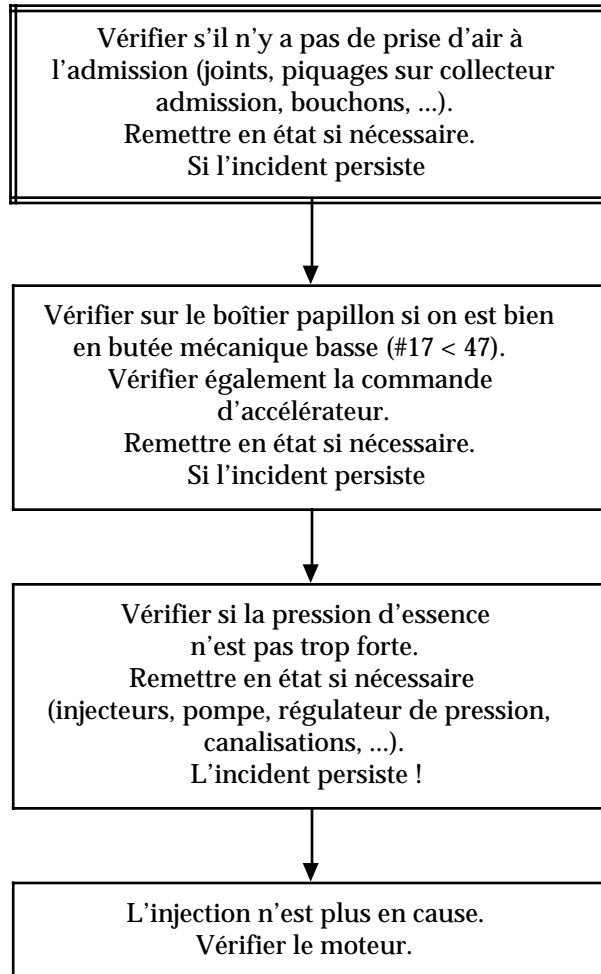 Vérifier s'il n'y a pas de prise d'air à
l'admission (joints, piquages sur collecteur
admission, bouchons, ...).
Remettre en état si nécessaire.
Si l'incident persiste
Vérifier sur le boîtier papillon si on est bien
en butée mécanique basse (#17 < 47).
Vérifier également la commande
d'accélérateur.
Remettre en état si nécessaire.
Si l'incident persiste
Vérifier si la pression d'essence
n'est pas trop forte.
Remettre en état si nécessaire
(injecteurs, pompe, régulateur de pression,
canalisations, ...).
L'incident persiste !
L'injection n'est plus en cause.
Vérifier le moteur.